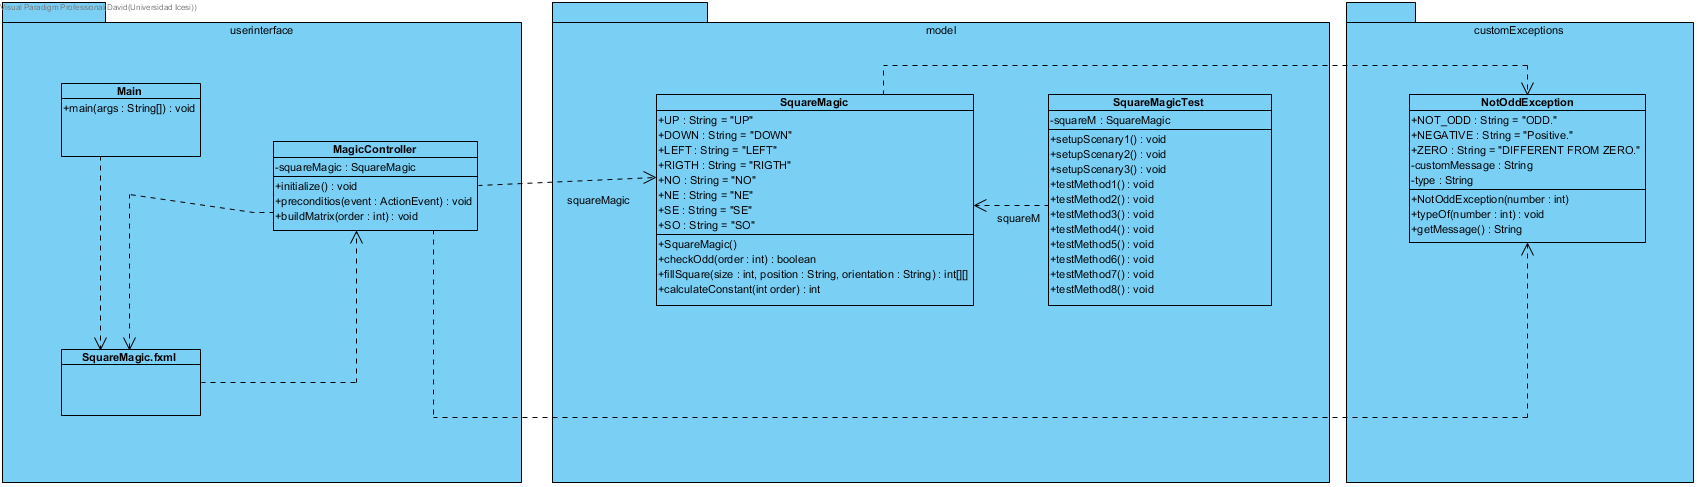 Visual Paradigm Professional David(Universidad Icesi))
userinterface
Main
+main(args : String[]) : void
MagicController
-squareMagic : SquareMagic
+initialize() : void
+preconditios(event : ActionEvent) : void
+buildMatrix(order : int) : void
SquareMagic.fxml
squareMagic
model
SquareMagic
+UP : String = "UP"
+DOWN : String = "DOWN"
+LEFT : String = "LEFT"
+RIGTH : String = "RIGTH"
+NO : String = "NO"
+NE : String = "NE"
+SE : String = "SE"
+SO : String = "SO"
+SquareMagic()
+checkOdd(order : int) : boolean
+fillSquare(size : int, position : String, orientation : String) : int[][]
+calculateConstant(int order) : int
squareM
SquareMagicTest
-squareM : SquareMagic
+setupScenary1() : void
+setupScenary2() : void
+setupScenary3() : void
+testMethod1() : void
+testMethod2() : void
+testMethod3() : void
+testMethod4() : void
+testMethod5() : void
+testMethod6() : void
+testMethod7() : void
+testMethod8() : void
customExceptions
NotOddException
+NOT_ODD : String = "ODD."
+NEGATIVE : String = "Positive."
+ZERO : String = "DIFFERENT FROM ZERO."
-customMessage : String
-type : String
+NotOddException(number : int)
+typeOf(number : int) : void
+getMessage() : String